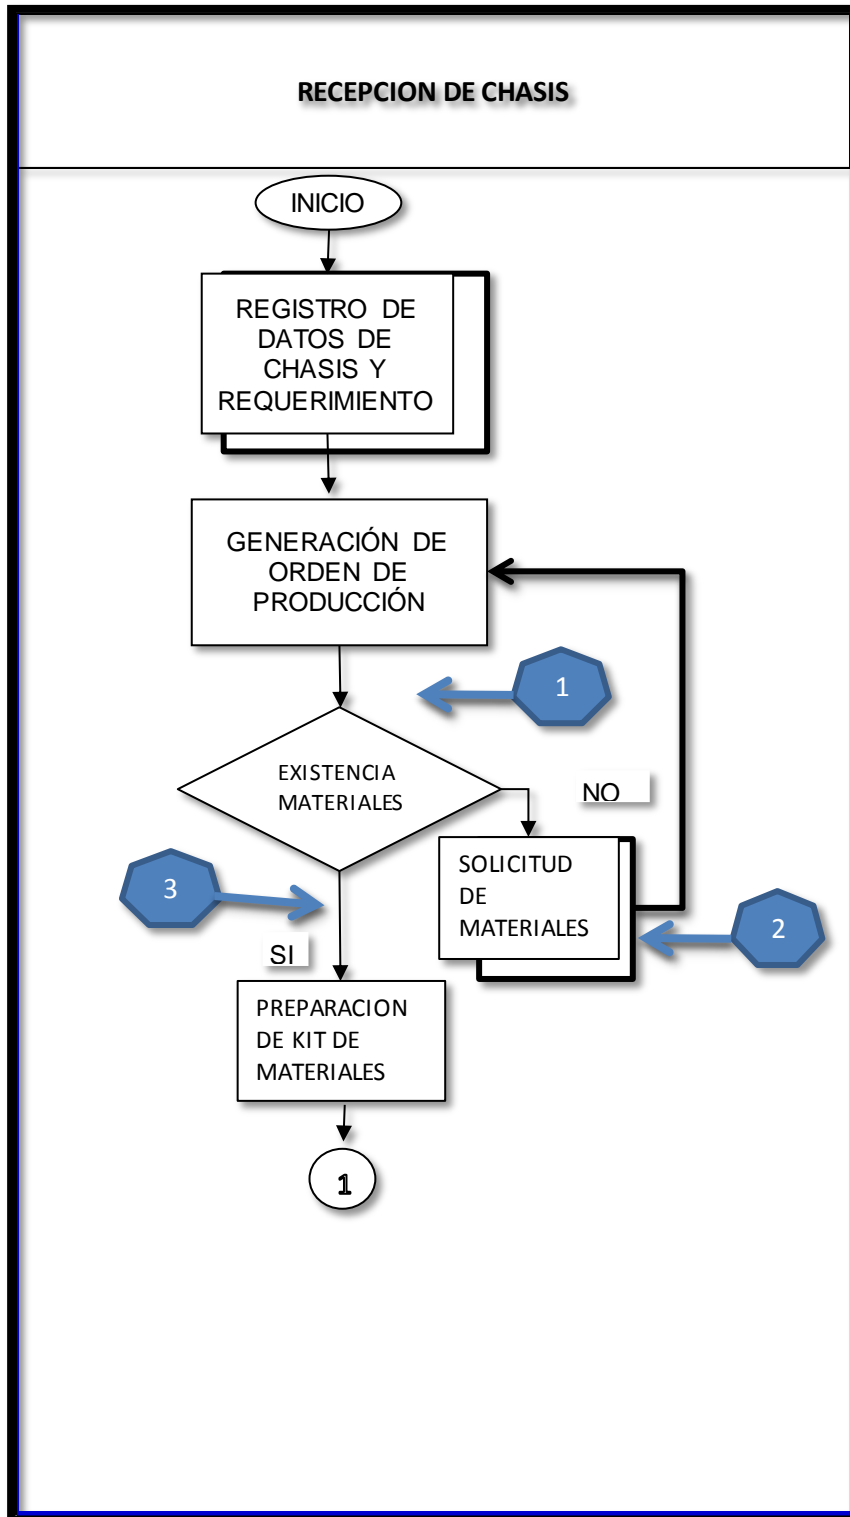 RECEPCION DE CHASIS
INICIO
REGISTRO DE
DATOS DE
CHASIS Y
REQUERIMIENTO
GENERACIÓN DE
ORDEN DE
PRODUCCIÓN
1
EXISTENCIA
MATERIALES
NO
SOLICITUD
DE
MATERIALES
3
2
SI
PREPARACION
DE KIT DE
MATERIALES
1